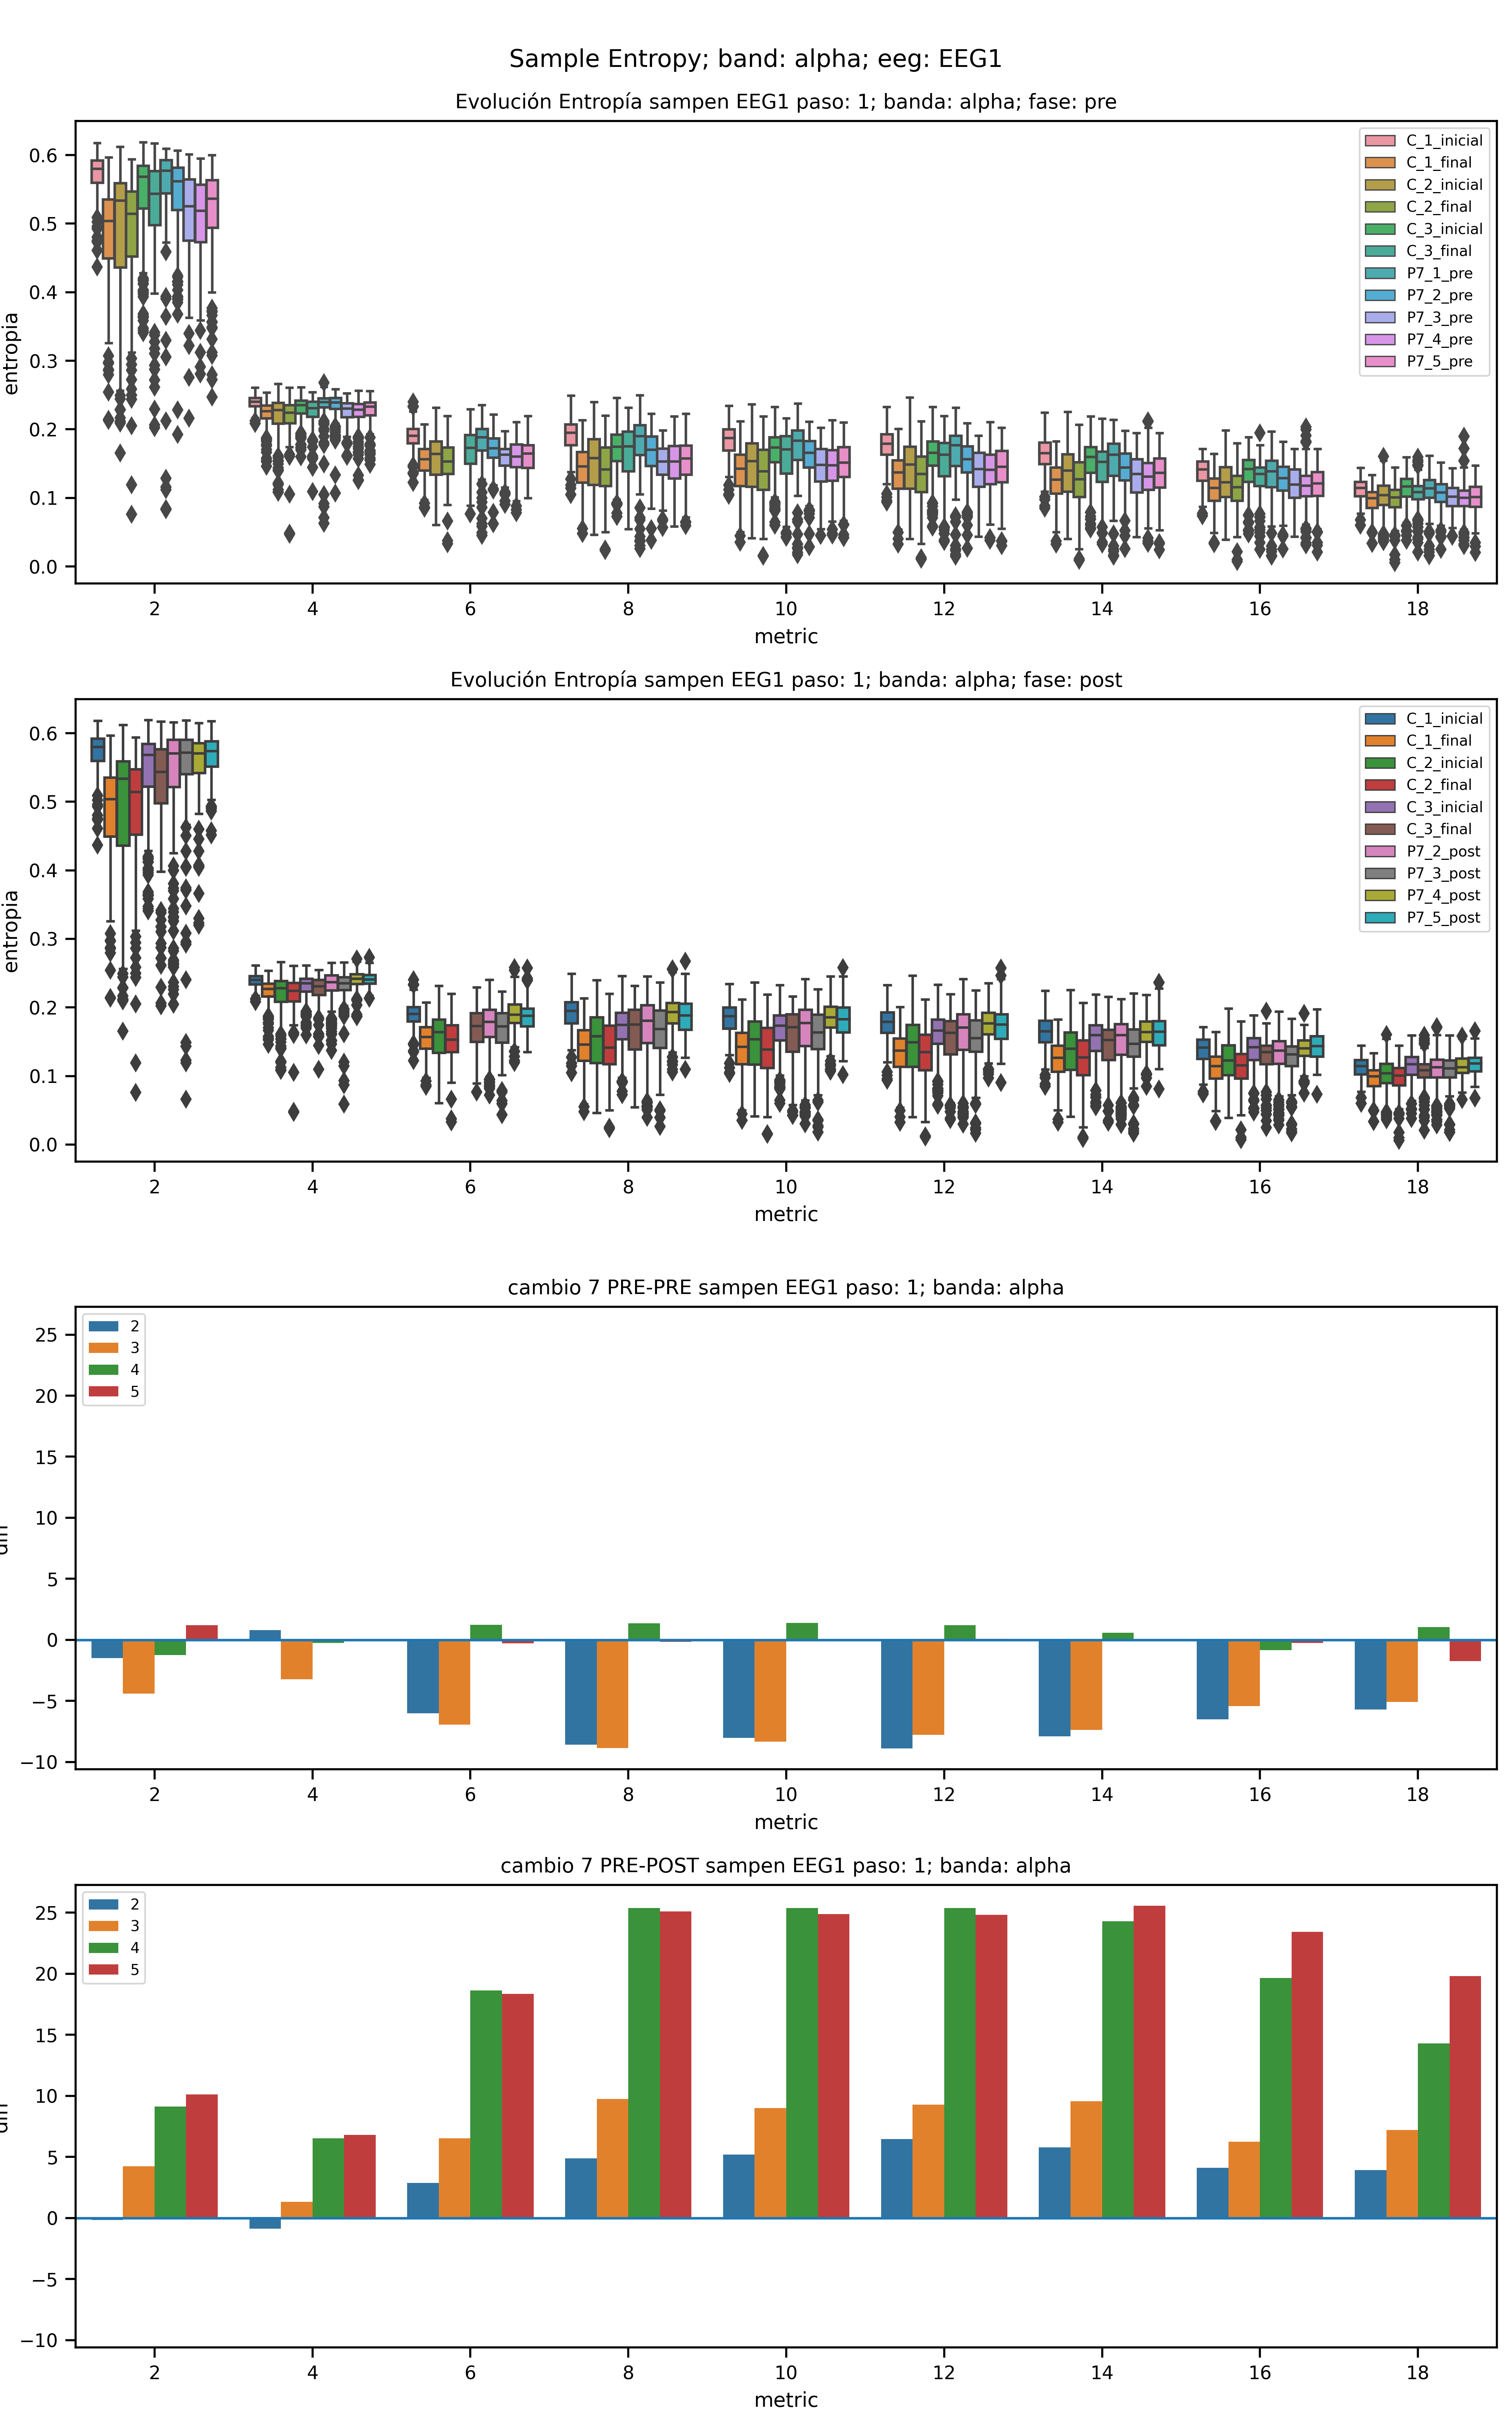 Sample Entropy; band: alpha; eeg: EEG1
Evolución Entropía sampen EEG1 paso: 1; banda: alpha; fase: pre
entropia
0.6
0.5
0.4
0.3
0.2
0.1
0.0
C_1_inicial
C_1_final
C_2_inicial
C_2_final
C_3_inicial
C_3_final
P7_1_pre
P7_2_pre
P7_3_pre
P7_4_pre
P7_5_pre
2 4 6 8 10 12 14 16 18
metric
Evolución Entropía sampen EEG1 paso: 1; banda: alpha; fase: post
entropia
0.6
0.5
0.4
0.3
0.2
0.1
0.0
C_1_inicial
C_1_final
C_2_inicial
C_2_final
C_3_inicial
C_3_final
P7_2_post
P7_3_post
P7_4_post
P7_5_post
2 4 6 8 10 12 14 16 18
metric
cambio 7 PRE-PRE sampen EEG1 paso: 1; banda: alpha
25
20
15
10
5
0
−5
−10
2
3
4
5
2 4 6 8 10 12 14 16 18
metric
cambio 7 PRE-POST sampen EEG1 paso: 1; banda: alpha
25
20
15
10
5
0
−5
−10
2
3
4
5
2 4 6 8 10 12 14 16 18
metric